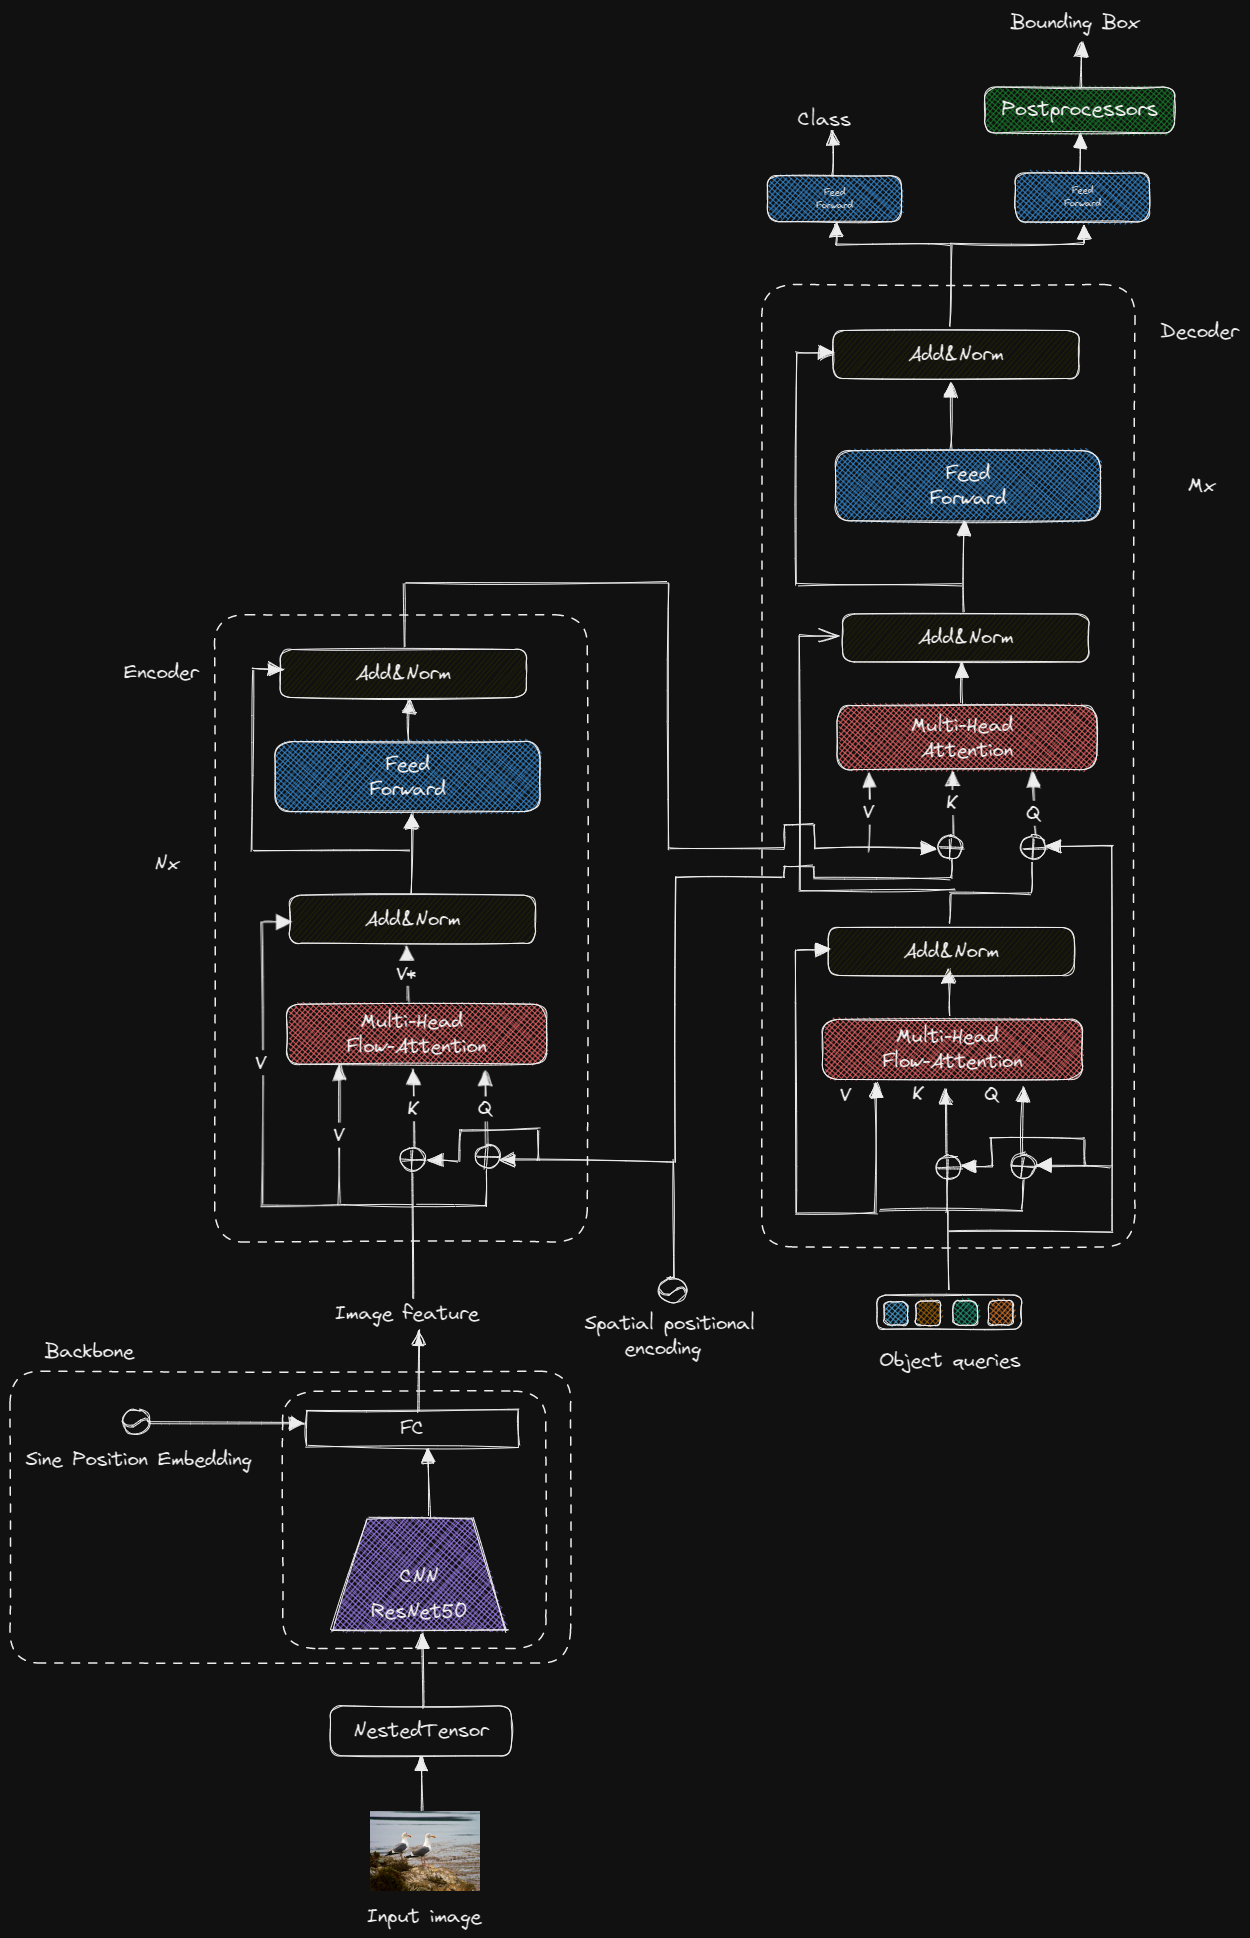 Bounding Box
Postprocessors
Class
Feed
Forward
Feed
Forward
Decoder
Add&Norm
Feed
Forward
Mx
Add&Norm
Multi-Head
Attention
V
K
Q
Add&Norm
Multi-Head
Flow-Attention
V
K
Q
Object queries
Encoder
Add&Norm
Feed
Forward
Nx
Add&Norm
V*
Multi-Head
Flow-Attention
V
V
K
Q
Spatial positional
encoding
Image feature
Backbone
FC
Sine Position Embedding
CNN
ResNet50
NestedTensor
Input image